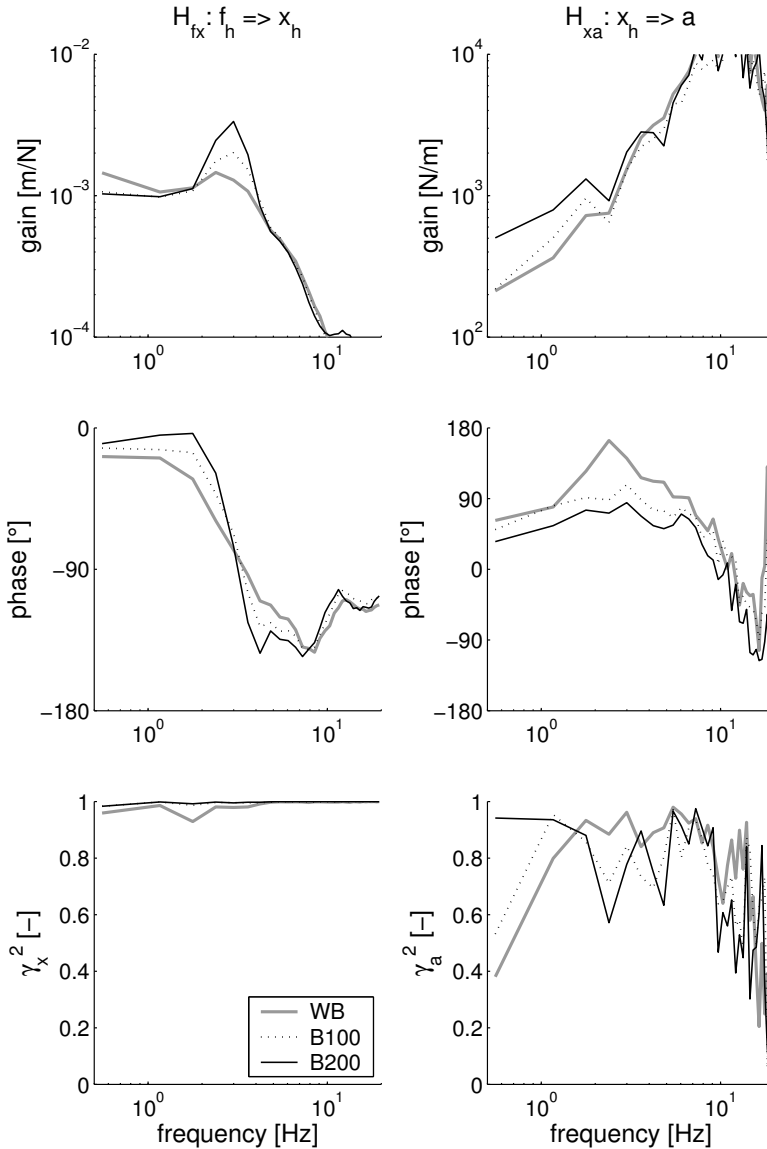 H_fx: f_h => x_h
H_xa: x_h => a
10^−2
10^−3
10^−4
gain [m/N]
10^0
10^1
10^4
10^3
10^2
gain [N/m]
10^0
10^1
0
−90
−180
phase [°]
10^0
10^1
180
90
0
−90
−180
phase [°]
10^0
10^1
1
0.8
0.6
0.4
0.2
0
γ_x^2 [−]
WB
B100
B200
10^0
10^1
frequency [Hz]
1
0.8
0.6
0.4
0.2
0
γ_a^2 [−]
10^0
10^1
frequency [Hz]